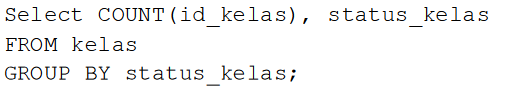 Select COUNT(id_kelas), status_kelas
FROM kelas
GROUP BY status_kelas;